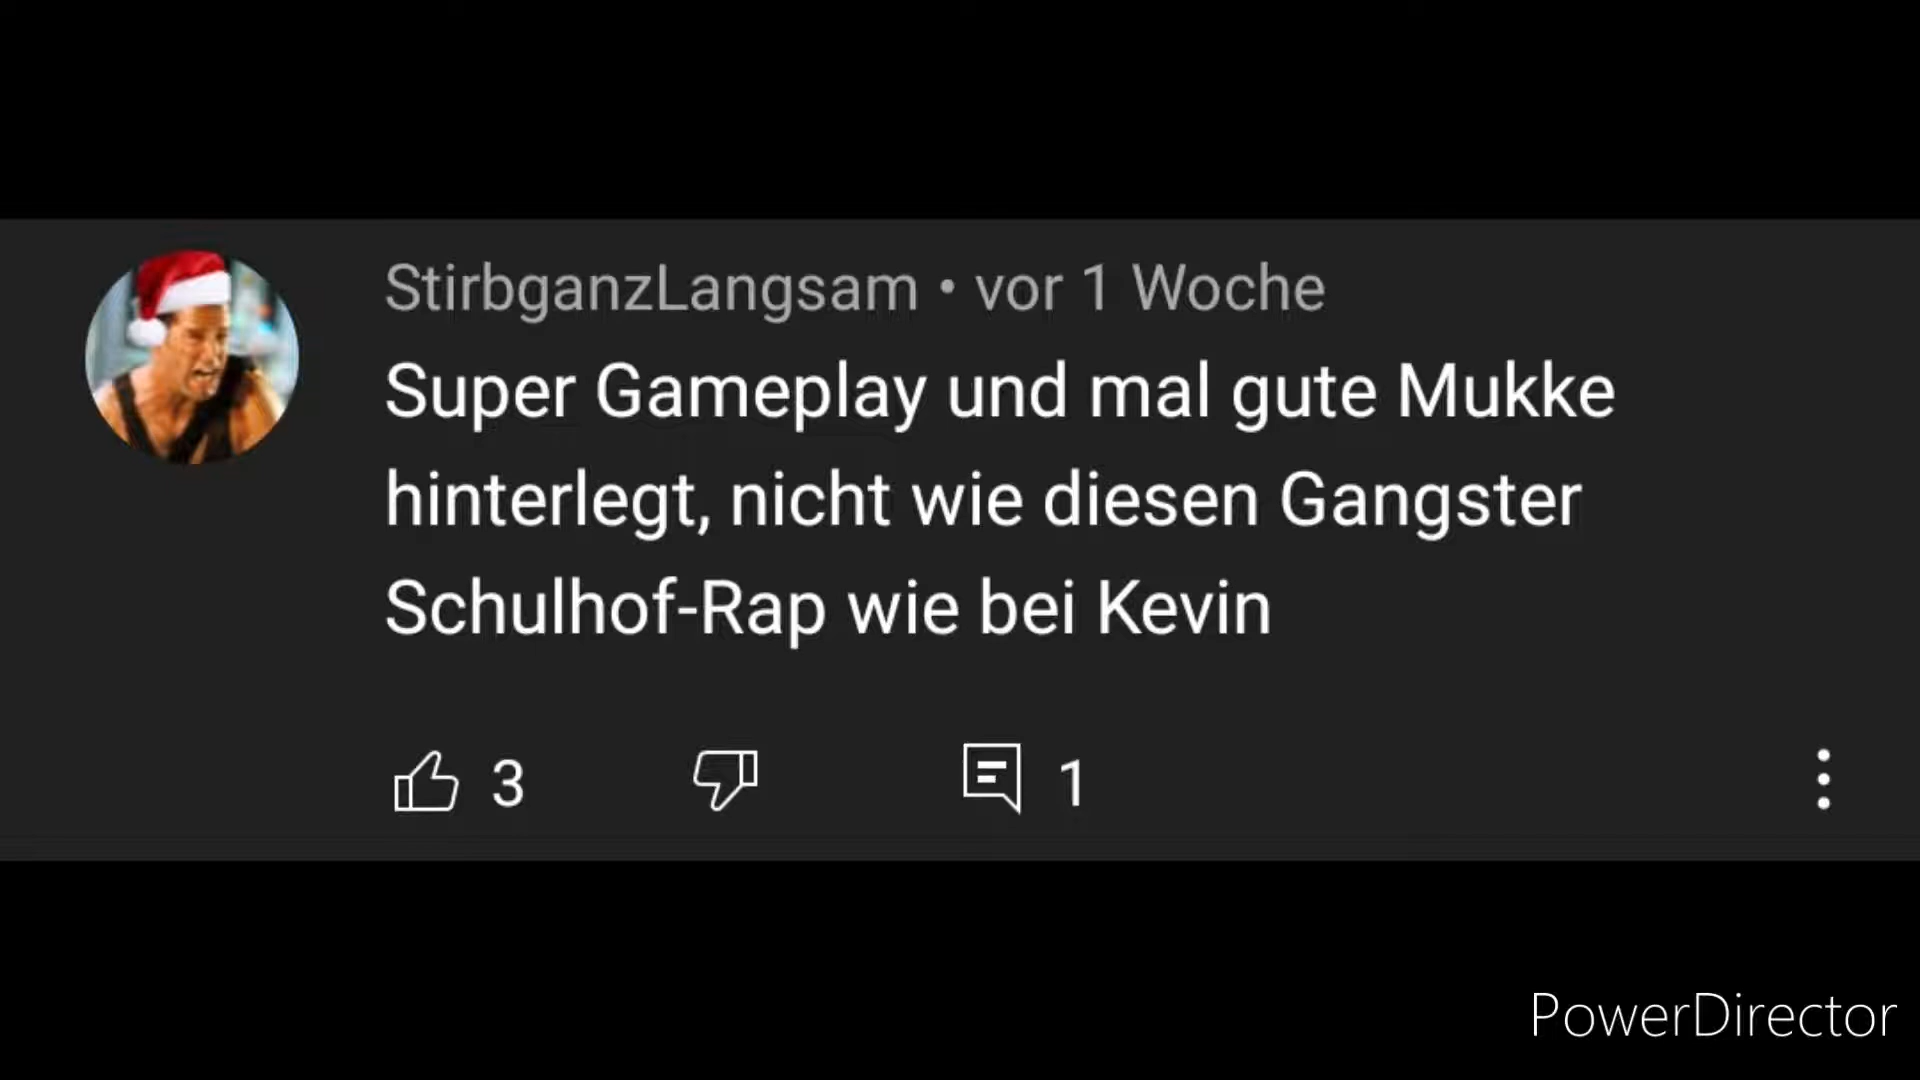 StirbganzLangsam • vor 1 Woche
Super Gameplay und mal gute Mukke
hinterlegt, nicht wie diesen Gangster
Schulhof-Rap wie bei Kevin
3 1
PowerDirector